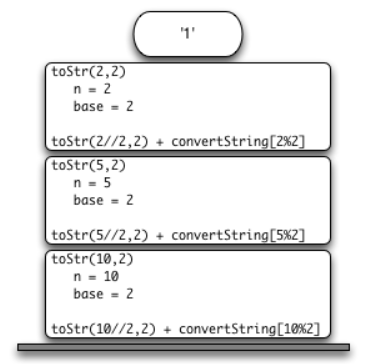 '1'
toStr(2,2)
n = 2
base = 2
toStr(2//2,2) + convertString[2%2]
toStr(5,2)
n = 5
base = 2
toStr(5//2,2) + convertString[5%2]
toStr(10,2)
n = 10
base = 2
toStr(10//2,2) + convertString[10%2]